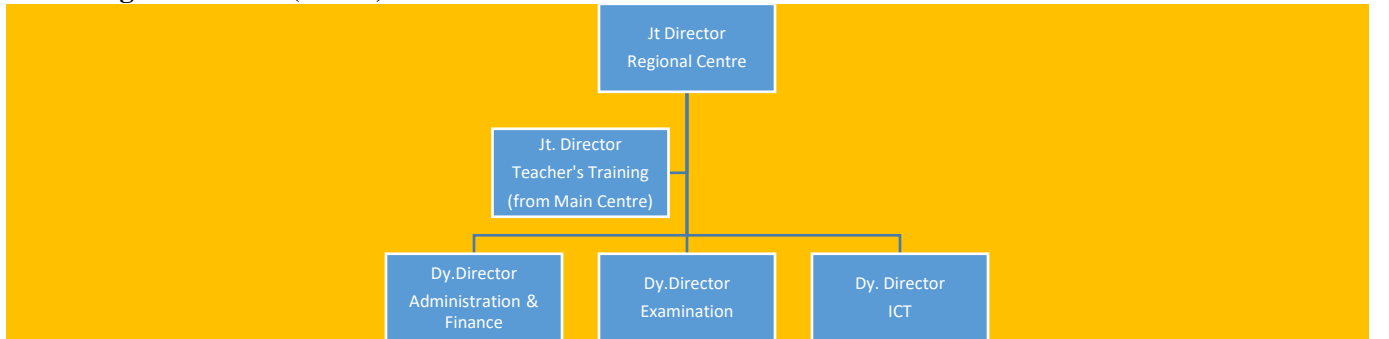 Jt Director
Regional Centre
Jt. Director
Teacher's Training
(from Main Centre)
Dy.Director
Administration &
Finance
Dy.Director
Examination
Dy. Director
ICT